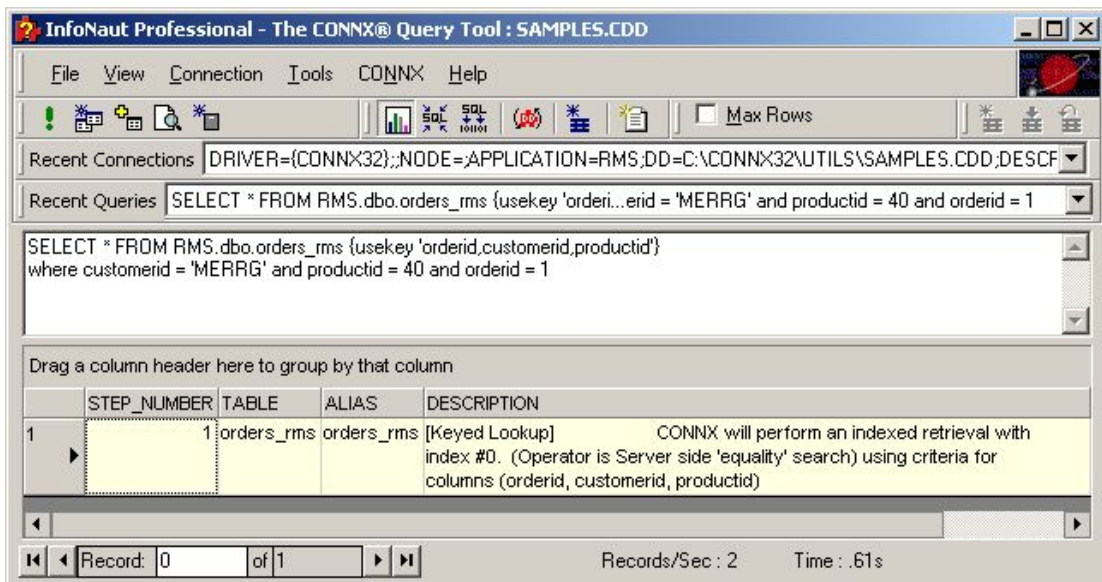 InfoNaut Professional - The CONNX® Query Tool : SAMPLES.CDD
File View Connection Tools CONNX Help
SQL SQL 10101 Max Rows
Recent Connections DRIVER={CONNX32};;NODE=;APPLICATION=RMS;DD=C:\CONNX32\UTILS\SAMPLES.CDD;DESCF
Recent Queries SELECT * FROM RMS.dbo.orders_rms {usekey 'orderi...erid = 'MERRG' and productid = 40 and orderid = 1
SELECT * FROM RMS.dbo.orders_rms {usekey 'orderid,customerid,productid'}
where customerid = 'MERRG' and productid = 40 and orderid = 1
Drag a column header here to group by that column
STEP_NUMBER TABLE ALIAS DESCRIPTION
1 1 orders_rms orders_rms [Keyed Lookup] CONNX will perform an indexed retrieval with
index #0. (Operator is Server side 'equality' search) using criteria for
columns (orderid, customerid, productid)
Record: 0 of 1 Records/Sec : 2 Time : .61s